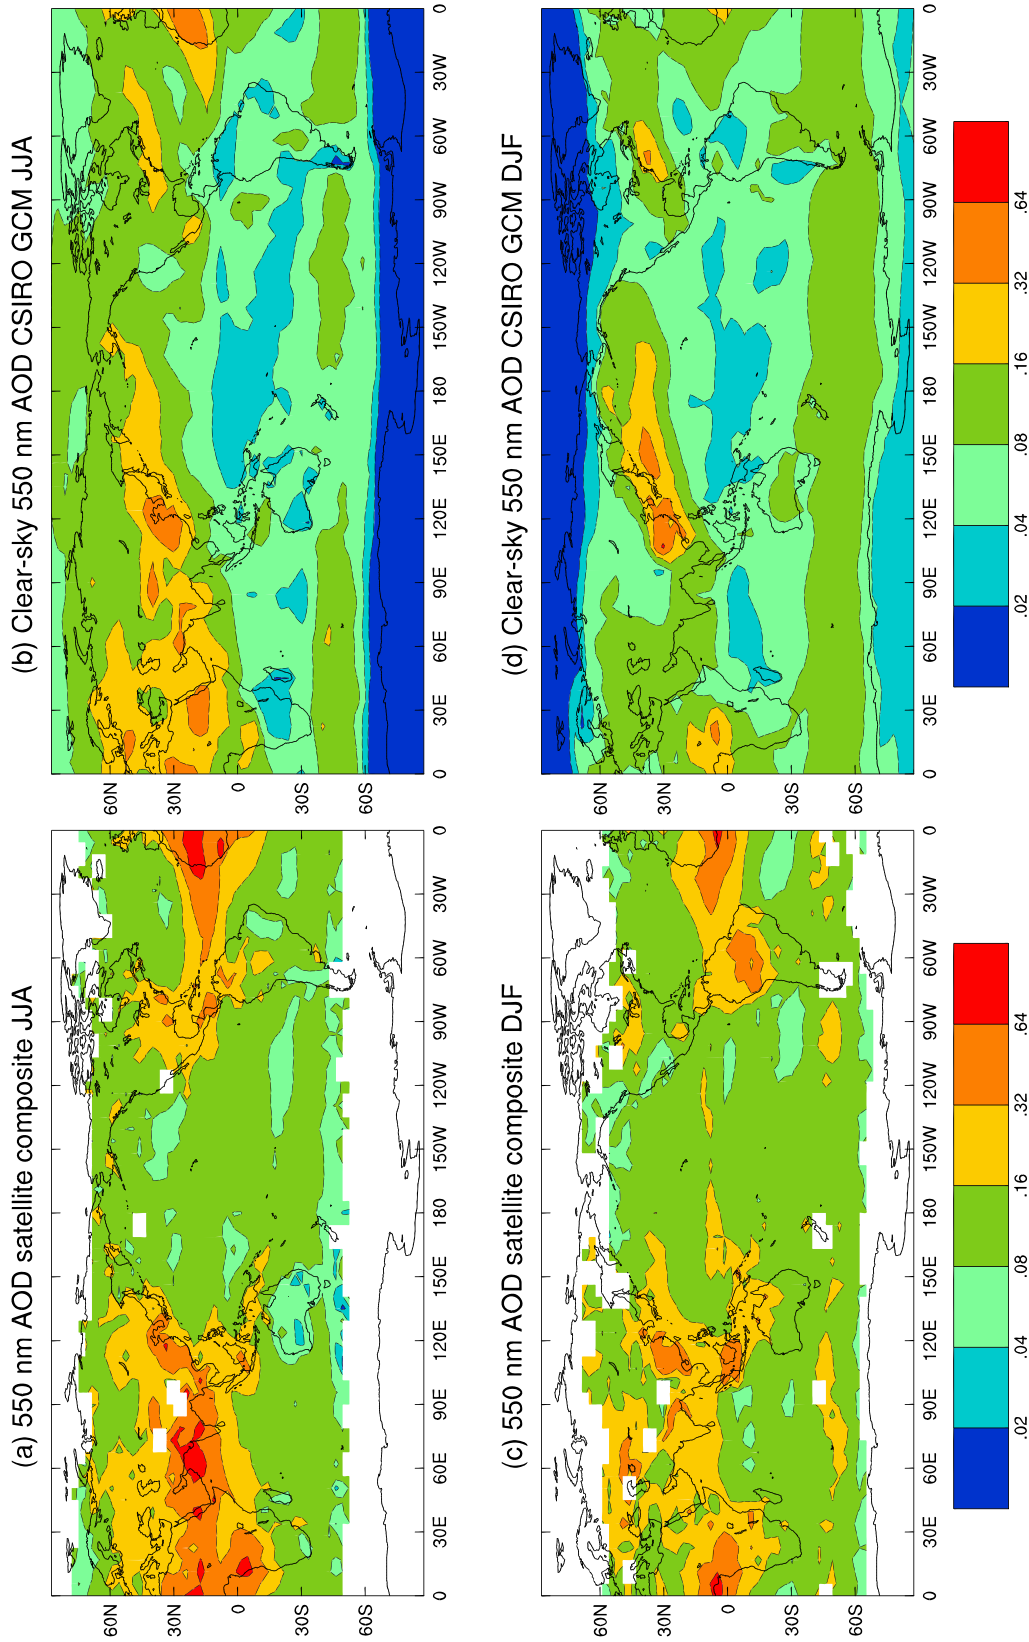 (a) 550 nm AOD satellite composite JJA
60N
30N
0
30S
60S
0 30E 60E 90E 120E 150E 180 150W 120W 90W 60W 30W 0
(b) Clear-sky 550 nm AOD CSIRO GCM JJA
60N
30N
0
30S
60S
0 30E 60E 90E 120E 150E 180 150W 120W 90W 60W 30W 0
(c) 550 nm AOD satellite composite DJF
60N
30N
0
30S
60S
0 30E 60E 90E 120E 150E 180 150W 120W 90W 60W 30W 0
(d) Clear-sky 550 nm AOD CSIRO GCM DJF
60N
30N
0
30S
60S
0 30E 60E 90E 120E 150E 180 150W 120W 90W 60W 30W 0
.02 .04 .08 .16 .32 .64
.02 .04 .08 .16 .32 .64